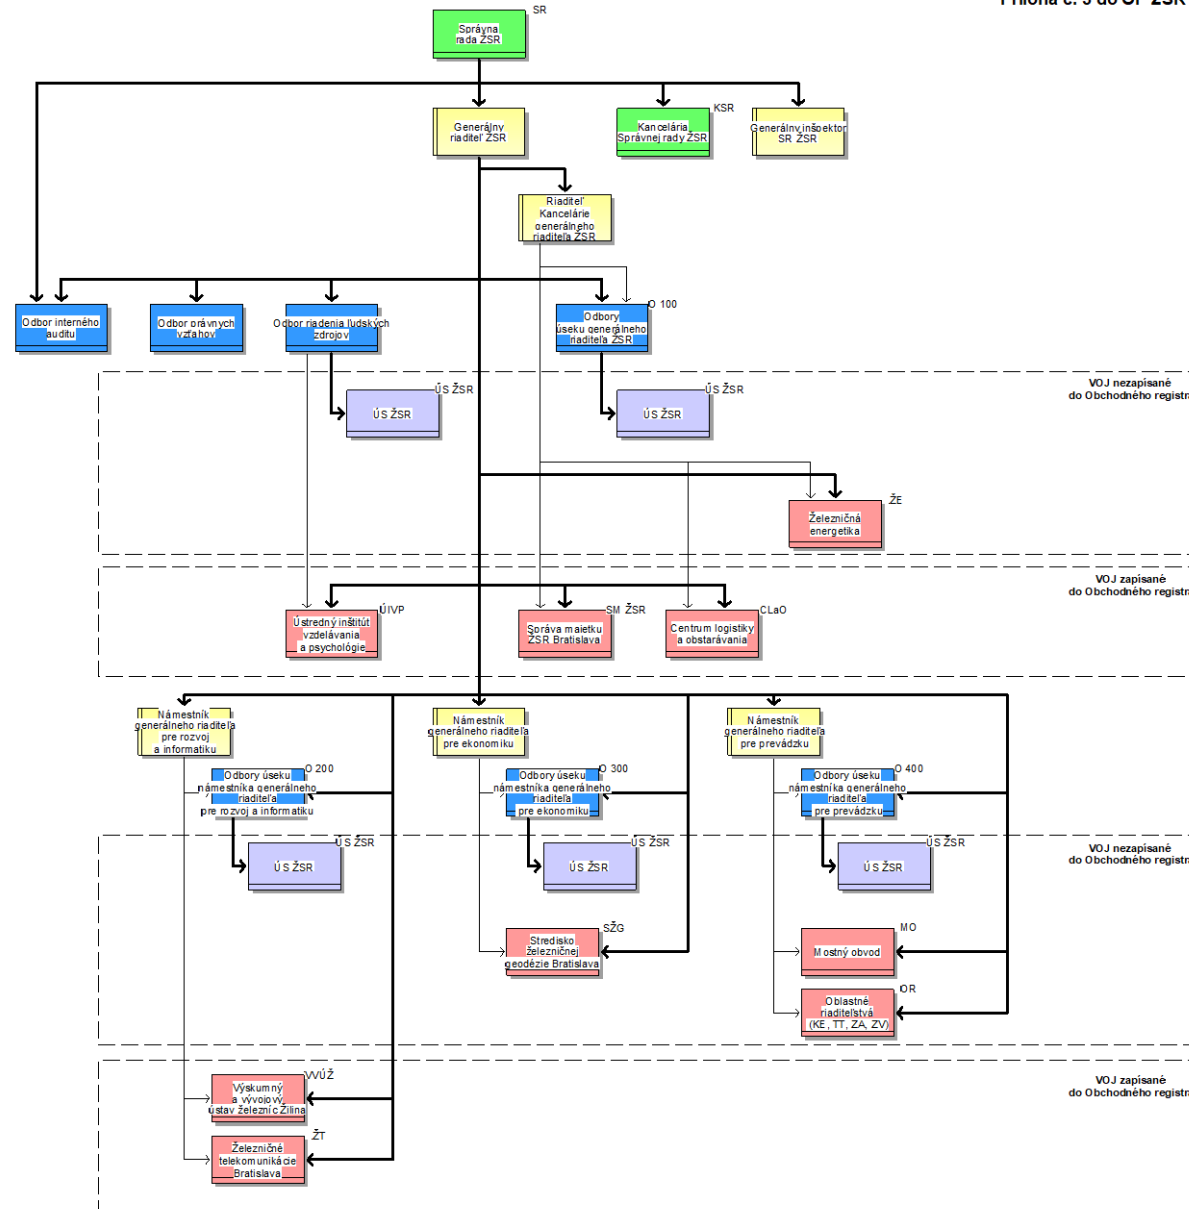 Príloha č. 3 do OP ŽSR
SR
Správna
rada ŽSR
Generálny
riaditeľ ŽSR
KSR
Kancelária
Správnej rady ŽSR
Generálny inšpektor
SR ŽSR
Riaditeľ
Kancelárie
generálneho
riaditeľa ŽSR
Odbor interného
auditu
Odbor právnych
vzťahov
Odbor riadenia ľudských
zdrojov
O 100
Odbory
úseku generálneho
riaditeľa ŽSR
VOJ nezapísané
do Obchodného registra
ÚS ŽSR
ÚS ŽSR
ÚS ŽSR
ÚS ŽSR
ŽE
Železničná
energetika
VOJ zapísané
do Obchodného registra
ÚIVP
Ústredný inštitút
vzdelávania
a psychológie
SM ŽSR
Správa majetku
ŽSR Bratislava
CLaO
Centrum logistiky
a obstarávania
Námestník
generálneho riaditeľa
pre rozvoj
a informatiku
Námestník
generálneho riaditeľa
pre ekonomiku
Námestník
generálneho riaditeľa
pre prevádzku
O 200
Odbory úseku
námestníka generálneho
riaditeľa
pre rozvoj a informatiku
O 300
Odbory úseku
námestníka generálneho
riaditeľa
pre ekonomiku
O 400
Odbory úseku
námestníka generálneho
riaditeľa
pre prevádzku
VOJ nezapísané
do Obchodného registra
ÚS ŽSR
ÚS ŽSR
ÚS ŽSR
ÚS ŽSR
ÚS ŽSR
ÚS ŽSR
SŽG
Stredisko
železničnej
geodézie Bratislava
MO
Mostný obvod
OR
Oblastné
riaditeľstvá
(KE, TT, ZA, ZV)
VOJ zapísané
do Obchodného registra
VVÚŽ
Výskumný
a vývojový
ústav železníc Žilina
ŽT
Železničné
telekomunikácie
Bratislava